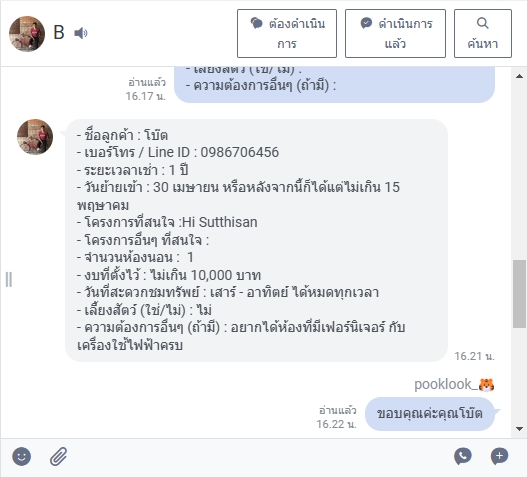 B
ต้องดำเนินการ
ดำเนินการแล้ว
ค้นหา
- เลี้ยงสัตว์ (ใช่/ไม่) :
- ความต้องการอื่นๆ (ถ้ามี) :
อ่านแล้ว
16.17 น.
- ชื่อลูกค้า : โบ๊ต
- เบอร์โทร / Line ID : 0986706456
- ระยะเวลาเช่า : 1 ปี
- วันย้ายเข้า : 30 เมษายน หรือหลังจากนี้ก็ได้แต่ไม่เกิน 15
พฤษาคม
- โครงการที่สนใจ :Hi Sutthisan
- โครงการอื่นๆ ที่สนใจ :
- จำนวนห้องนอน : 1
- งบที่ตั้งไว้ : ไม่เกิน 10,000 บาท
- วันที่สะดวกชมทรัพย์ : เสาร์ - อาทิตย์ ได้หมดทุกเวลา
- เลี้ยงสัตว์ (ใช่/ไม่) : ไม่
- ความต้องการอื่นๆ (ถ้ามี) : อยากได้ห้องที่มีเฟอร์นิเจอร์ กับ
เครื่องใช้ไฟฟ้าครบ
16.21 น.
pooklook_🐯
ขอบคุณค่ะคุณโบ๊ต
อ่านแล้ว
16.22 น.